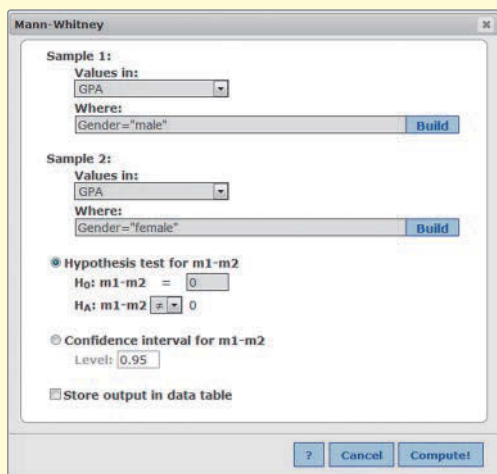 Mann-Whitney
Sample 1:
Values in:
GPA
Where:
Gender="male" Build
Sample 2:
Values in:
GPA
Where:
Gender="female" Build
Hypothesis test for m1-m2
H₀: m1-m2 = 0
Hₐ: m1-m2 ≠ 0
Confidence interval for m1-m2
Level: 0.95
Store output in data table
? Cancel Compute!